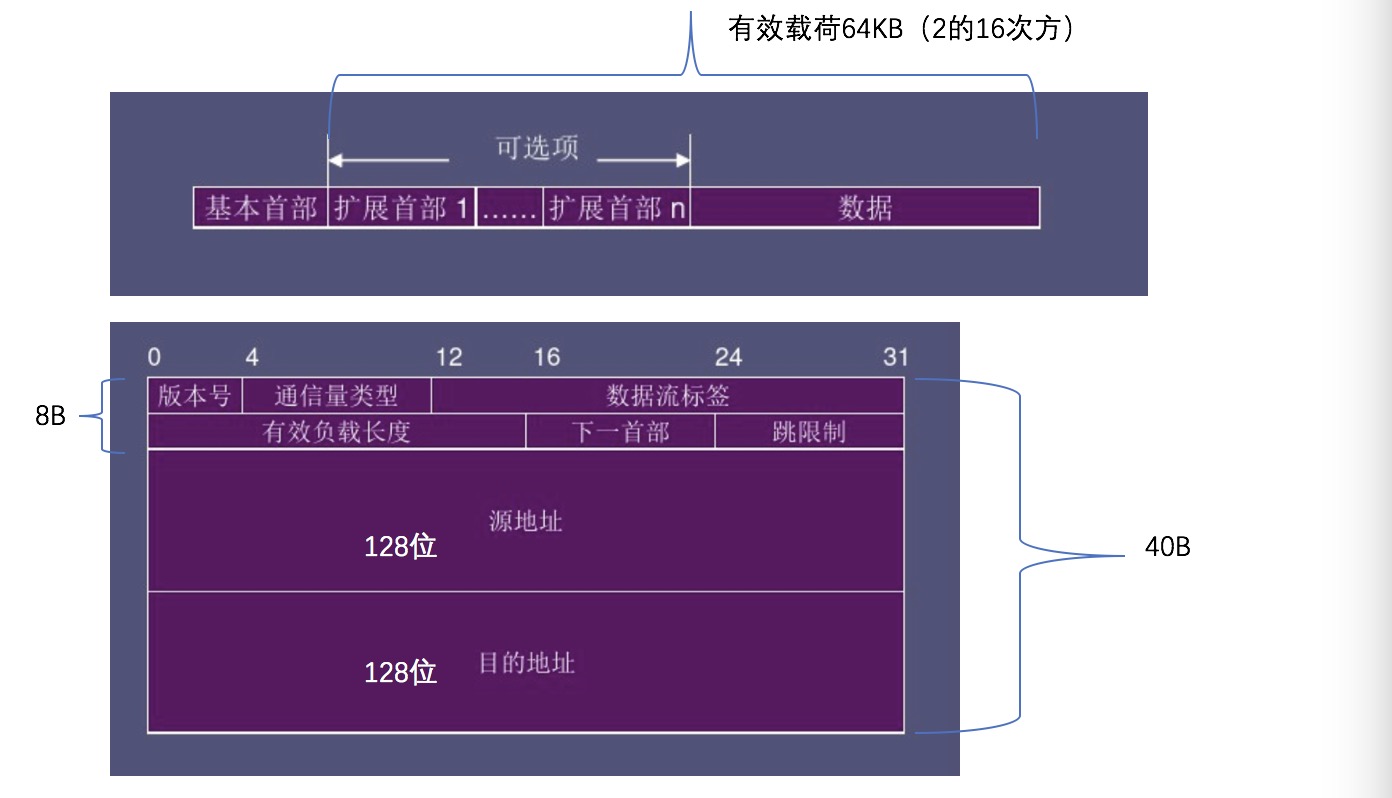 有效载荷64KB（2的16次方）
可选项
基本首部 扩展首部 1 …… 扩展首部 n 数据
0 4 12 16 24 31
版本号 通信量类型 数据流标签
8B
有效负载长度 下一首部 跳限制
源地址
128位
40B
目的地址
128位